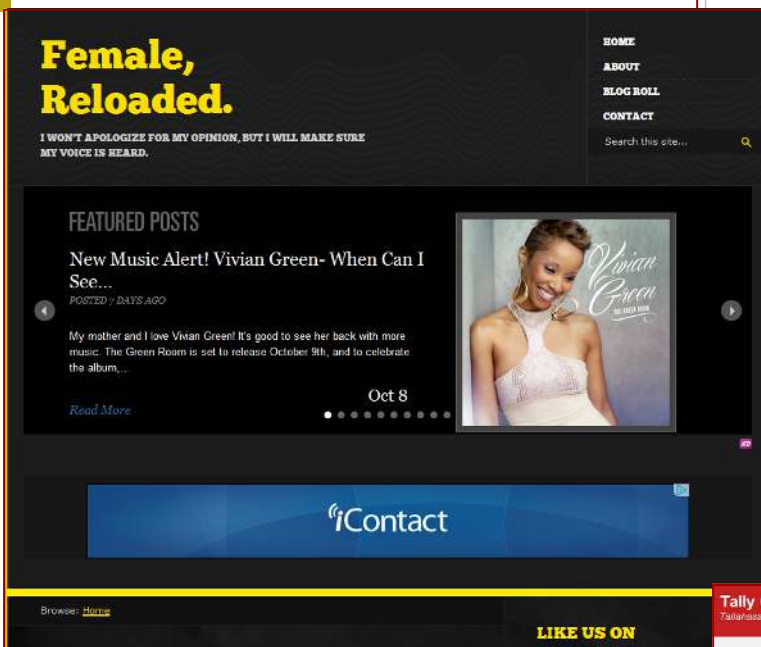 Female,
Reloaded.
I WON'T APOLOGIZE FOR MY OPINION, BUT I WILL MAKE SURE
MY VOICE IS HEARD.
HOME
ABOUT
BLOG ROLL
CONTACT
Search this site...
FEATURED POSTS
New Music Alert! Vivian Green- When Can I
See...
POSTED 7 DAYS AGO
My mother and I love Vivian Green! It's good to see her back with more
music. The Green Room is set to release October 9th, and to celebrate
the album,...
Oct 8
Read More
Vivian
Green
THE GREEN ROOM
iContact
Browse: Home
LIKE US ON
Tally